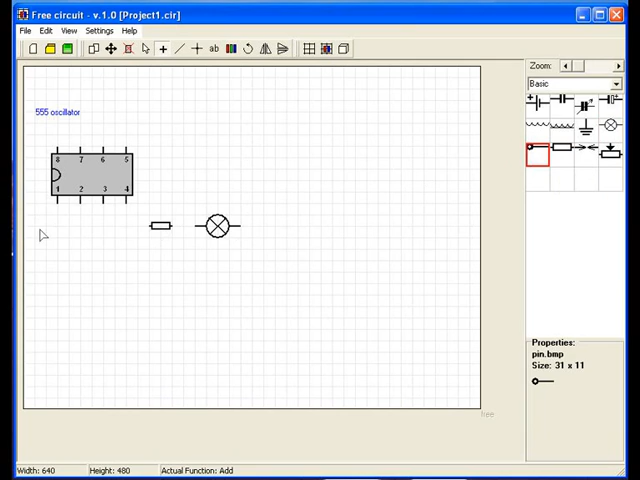 Free circuit - v.1.0 [Project1.cir]
File Edit View Settings Help
ab
Zoom:
Basic
555 oscillator
8 7 6 5
1 2 3 4
Properties:
pin.bmp
Size: 31 x 11
free
Width: 640 Height: 480 Actual Function: Add